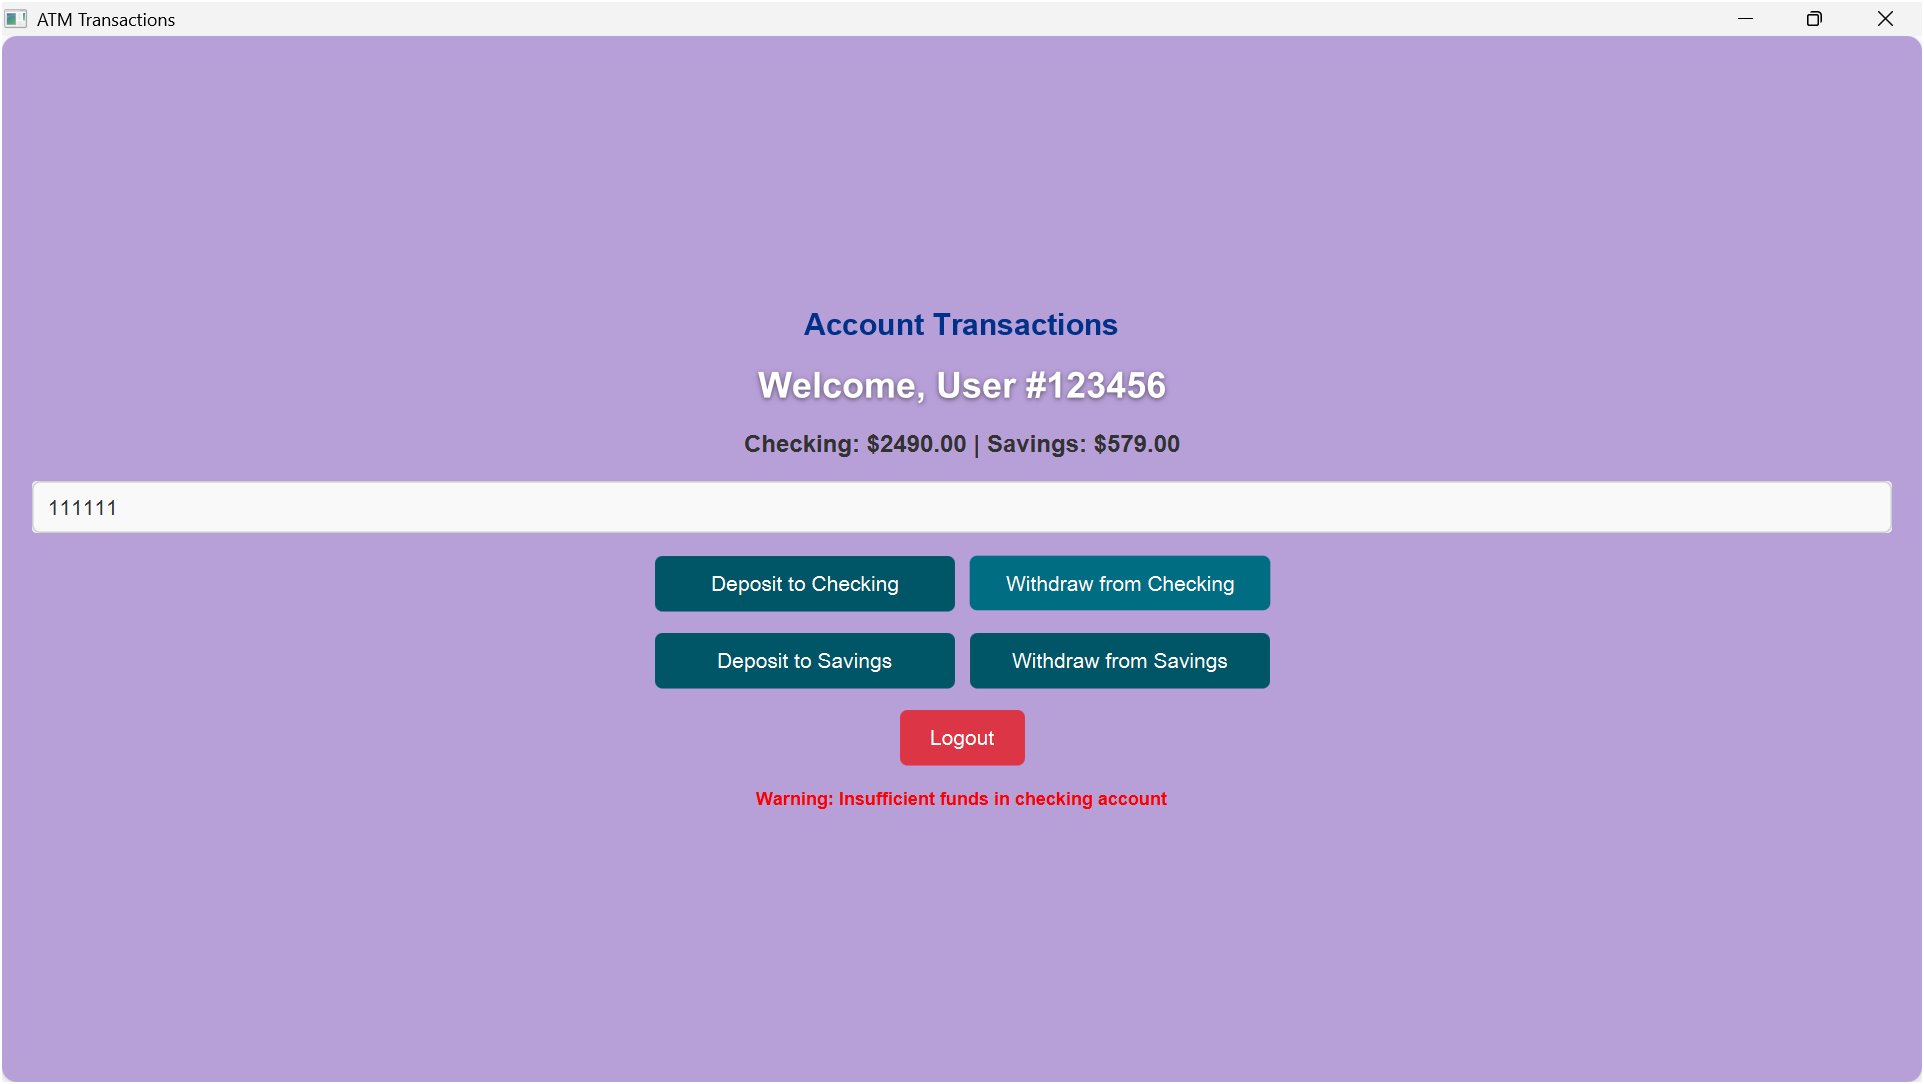 ATM Transactions
Account Transactions
Welcome, User #123456
Checking: $2490.00 | Savings: $579.00
111111
Deposit to Checking
Withdraw from Checking
Deposit to Savings
Withdraw from Savings
Logout
Warning: Insufficient funds in checking account